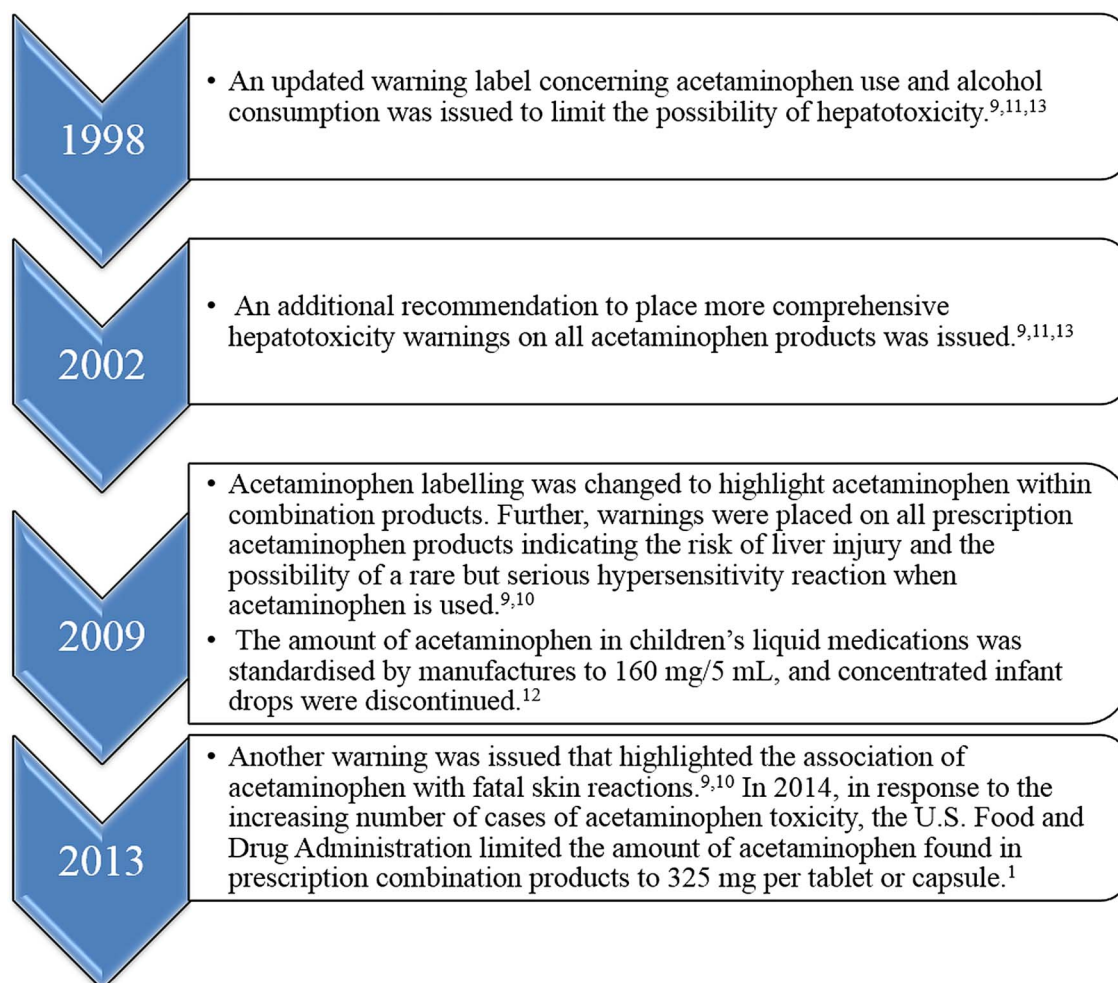 1998
• An updated warning label concerning acetaminophen use and alcohol
consumption was issued to limit the possibility of hepatotoxicity.9,11,13
2002
• An additional recommendation to place more comprehensive
hepatotoxicity warnings on all acetaminophen products was issued.9,11,13
2009
• Acetaminophen labelling was changed to highlight acetaminophen within
combination products. Further, warnings were placed on all prescription
acetaminophen products indicating the risk of liver injury and the
possibility of a rare but serious hypersensitivity reaction when
acetaminophen is used.9,10
• The amount of acetaminophen in children's liquid medications was
standardised by manufactures to 160 mg/5 mL, and concentrated infant
drops were discontinued.12
2013
• Another warning was issued that highlighted the association of
acetaminophen with fatal skin reactions.9,10 In 2014, in response to the
increasing number of cases of acetaminophen toxicity, the U.S. Food and
Drug Administration limited the amount of acetaminophen found in
prescription combination products to 325 mg per tablet or capsule.1